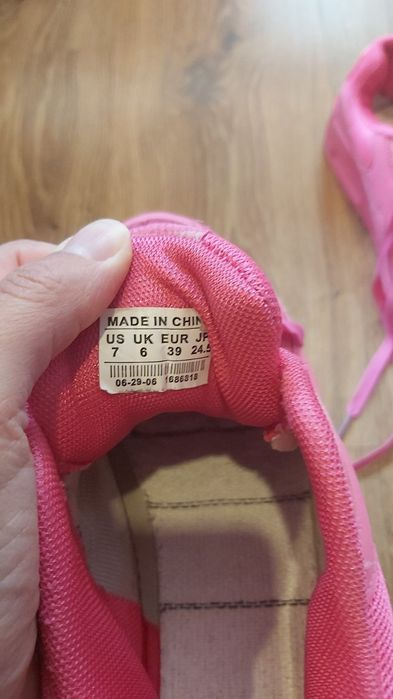 MADE IN CHIN
US UK EUR JP
7 6 39 24.5
06-29-06 1686818